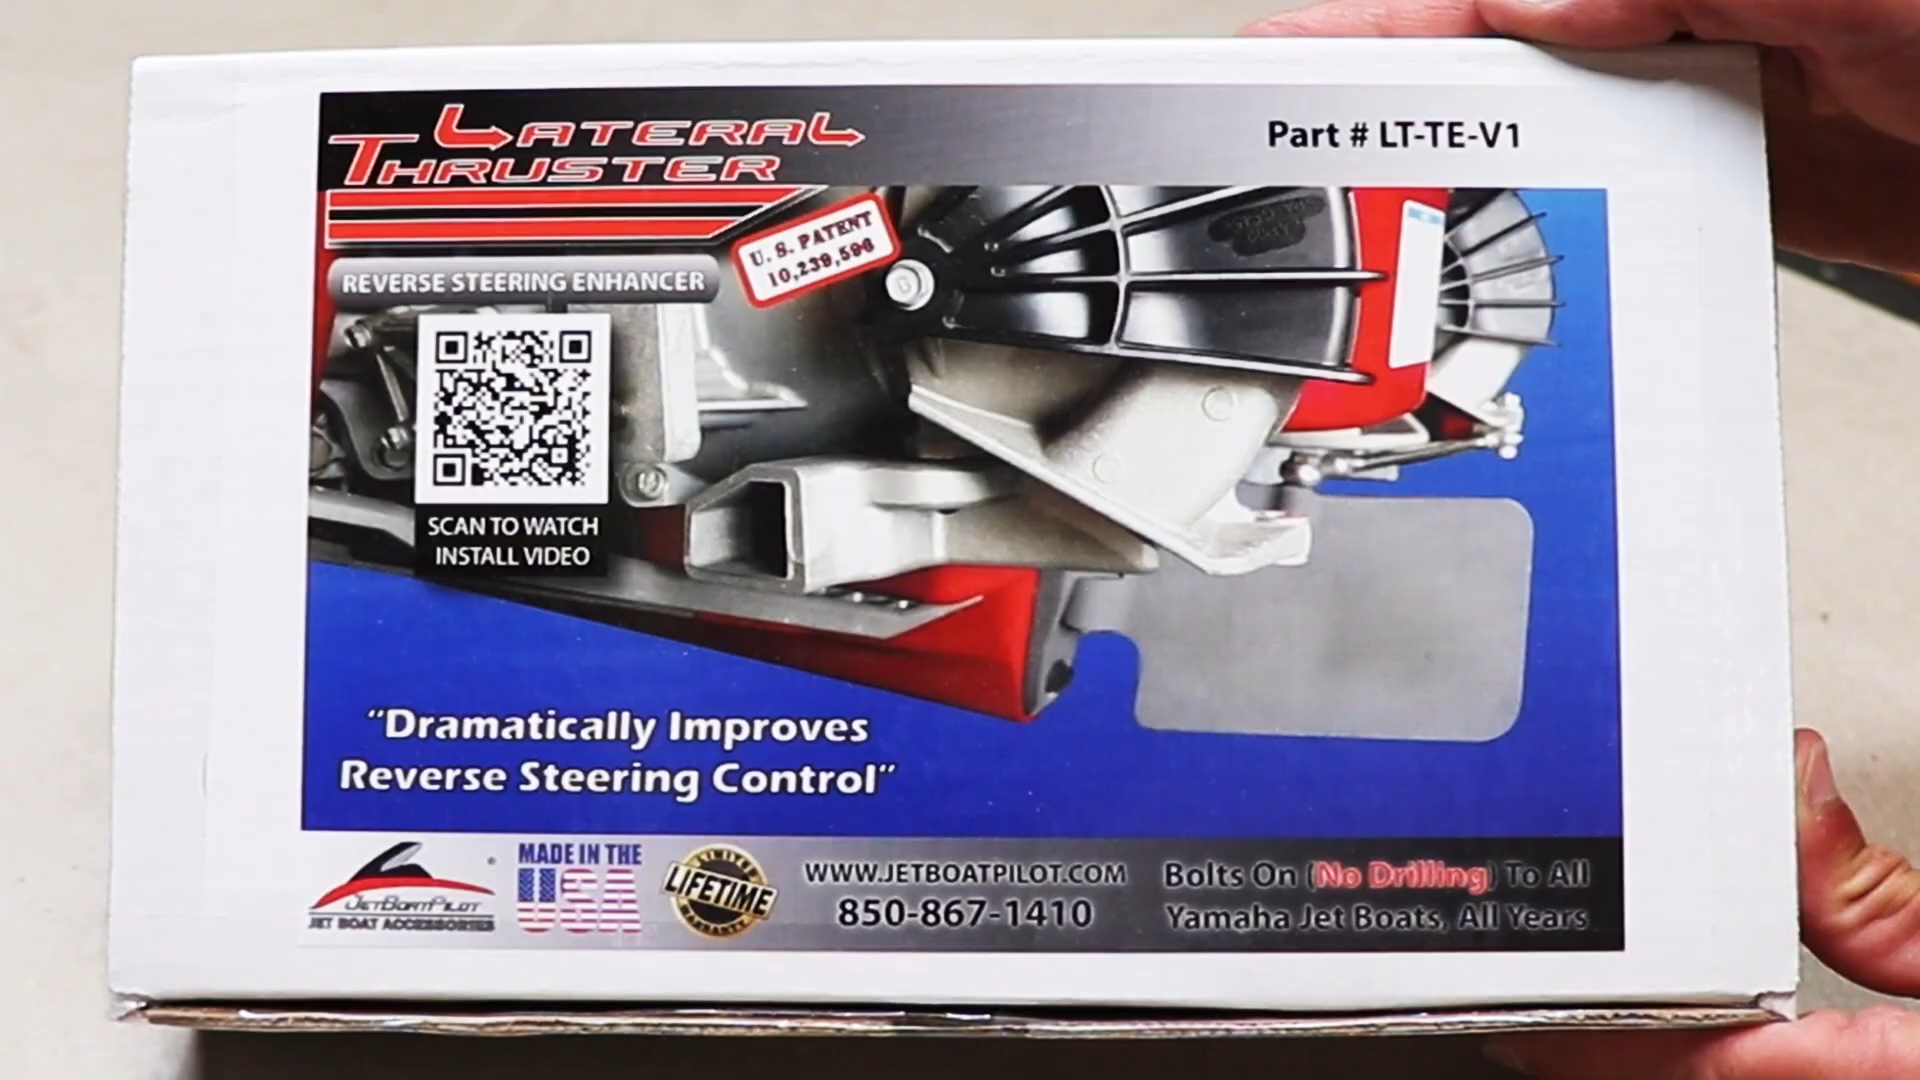 LATERAL
THRUSTER
Part # LT-TE-V1
U. S. PATENT
10,239,596
REVERSE STEERING ENHANCER
SCAN TO WATCH
INSTALL VIDEO
“Dramatically Improves
Reverse Steering Control”
JETBOATPILOT
JET BOAT ACCESSORIES
MADE IN THE
USA
LIMITED
LIFETIME
WARRANTY
WWW.JETBOATPILOT.COM
850-867-1410
Bolts On (No Drilling) To All
Yamaha Jet Boats, All Years